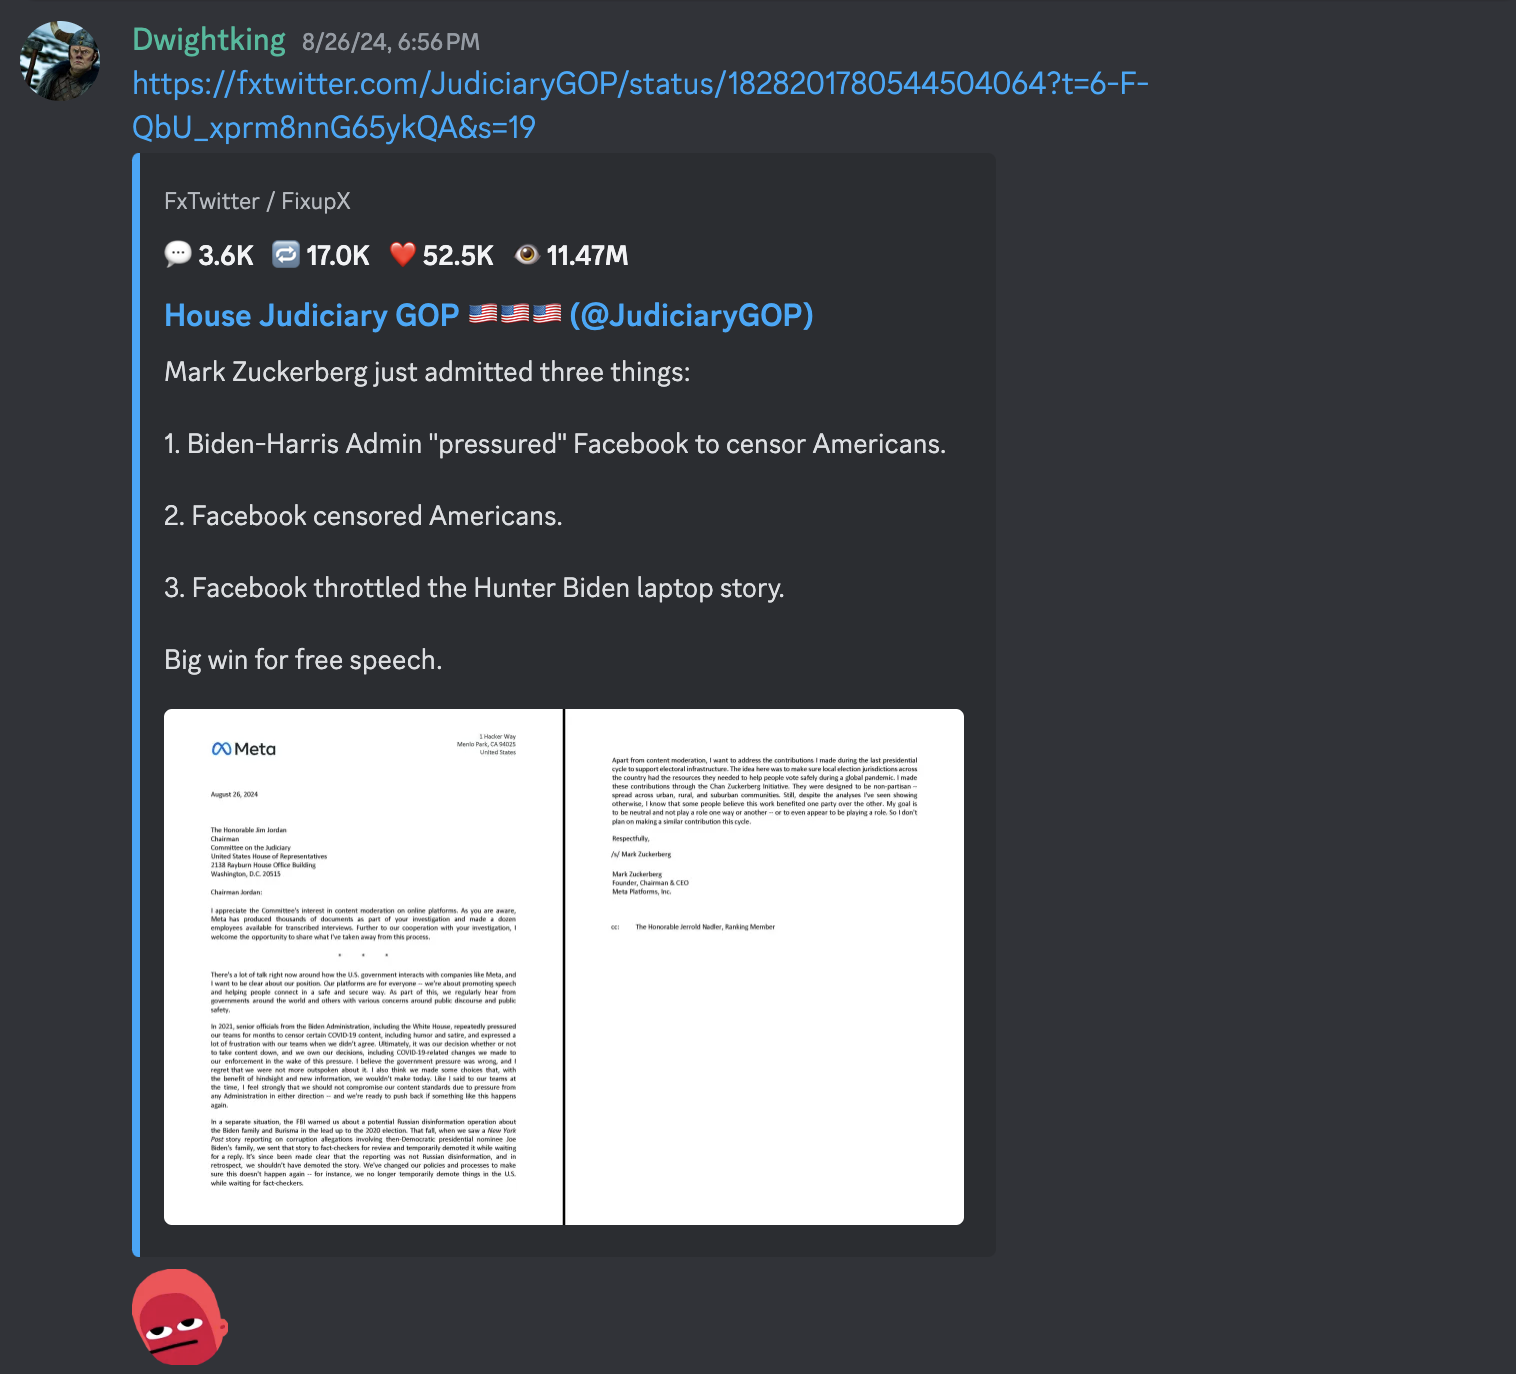 Dwightking 8/26/24, 6:56 PM
https://fxtwitter.com/JudiciaryGOP/status/1828201780544504064?t=6-F-
QbU_xprm8nnG65ykQA&s=19
FxTwitter / FixupX
💬 3.6K 🔁 17.0K ❤️ 52.5K 👁️ 11.47M
House Judiciary GOP 🇺🇸🇺🇸🇺🇸 (@JudiciaryGOP)
Mark Zuckerberg just admitted three things:
1. Biden-Harris Admin "pressured" Facebook to censor Americans.
2. Facebook censored Americans.
3. Facebook throttled the Hunter Biden laptop story.
Big win for free speech.
Meta
1 Hacker Way
Menlo Park, CA 94025
United States
August 26, 2024
The Honorable Jim Jordan
Chairman
Committee on the Judiciary
United States House of Representatives
2138 Rayburn House Office Building
Washington, D.C. 20515
Chairman Jordan:
I appreciate the Committee's interest in content moderation on online platforms. As you are aware,
Meta has produced thousands of documents as part of your investigation and made a dozen
employees available for transcribed interviews. Further to our cooperation with your investigation, I
welcome the opportunity to share what I've taken away from this process.
* * *
There's a lot of talk right now around how the U.S. government interacts with companies like Meta, and
I want to be clear about our position. Our platforms are for everyone -- we're about promoting speech
and helping people connect in a safe and secure way. As part of this, we regularly hear from
governments around the world and others with various concerns around public discourse and public
safety.
In 2021, senior officials from the Biden Administration, including the White House, repeatedly pressured
our teams for months to censor certain COVID-19 content, including humor and satire, and expressed a
lot of frustration with our teams when we didn't agree. Ultimately, it was our decision whether or not
to take content down, and we own our decisions, including COVID-19-related changes we made to
our enforcement in the wake of this pressure. I believe the government pressure was wrong, and I
regret that we were not more outspoken about it. I also think we made some choices that, with
the benefit of hindsight and new information, we wouldn't make today. Like I said to our teams at
the time, I feel strongly that we should not compromise our content standards due to pressure from
any Administration in either direction -- and we're ready to push back if something like this happens
again.
In a separate situation, the FBI warned us about a potential Russian disinformation operation about
the Biden family and Burisma in the lead up to the 2020 election. That fall, when we saw a New York
Post story reporting on corruption allegations involving then-Democratic presidential nominee Joe
Biden's family, we sent that story to fact-checkers for review and temporarily demoted it while waiting
for a reply. It's since been made clear that the reporting was not Russian disinformation, and in
retrospect, we shouldn't have demoted the story. We've changed our policies and processes to make
sure this doesn't happen again -- for instance, we no longer temporarily demote things in the U.S.
while waiting for fact-checkers.
Apart from content moderation, I want to address the contributions I made during the last presidential
cycle to support electoral infrastructure. The idea here was to make sure local election jurisdictions across
the country had the resources they needed to help people vote safely during a global pandemic. I made
these contributions through the Chan Zuckerberg Initiative. They were designed to be non-partisan --
spread across urban, rural, and suburban communities. Still, despite the analyses I've seen showing
otherwise, I know that some people believe this work benefited one party over the other. My goal is
to be neutral and not play a role one way or another -- or to even appear to be playing a role. So I don't
plan on making a similar contribution this cycle.
Respectfully,
/s/ Mark Zuckerberg
Mark Zuckerberg
Founder, Chairman & CEO
Meta Platforms, Inc.
cc: The Honorable Jerrold Nadler, Ranking Member